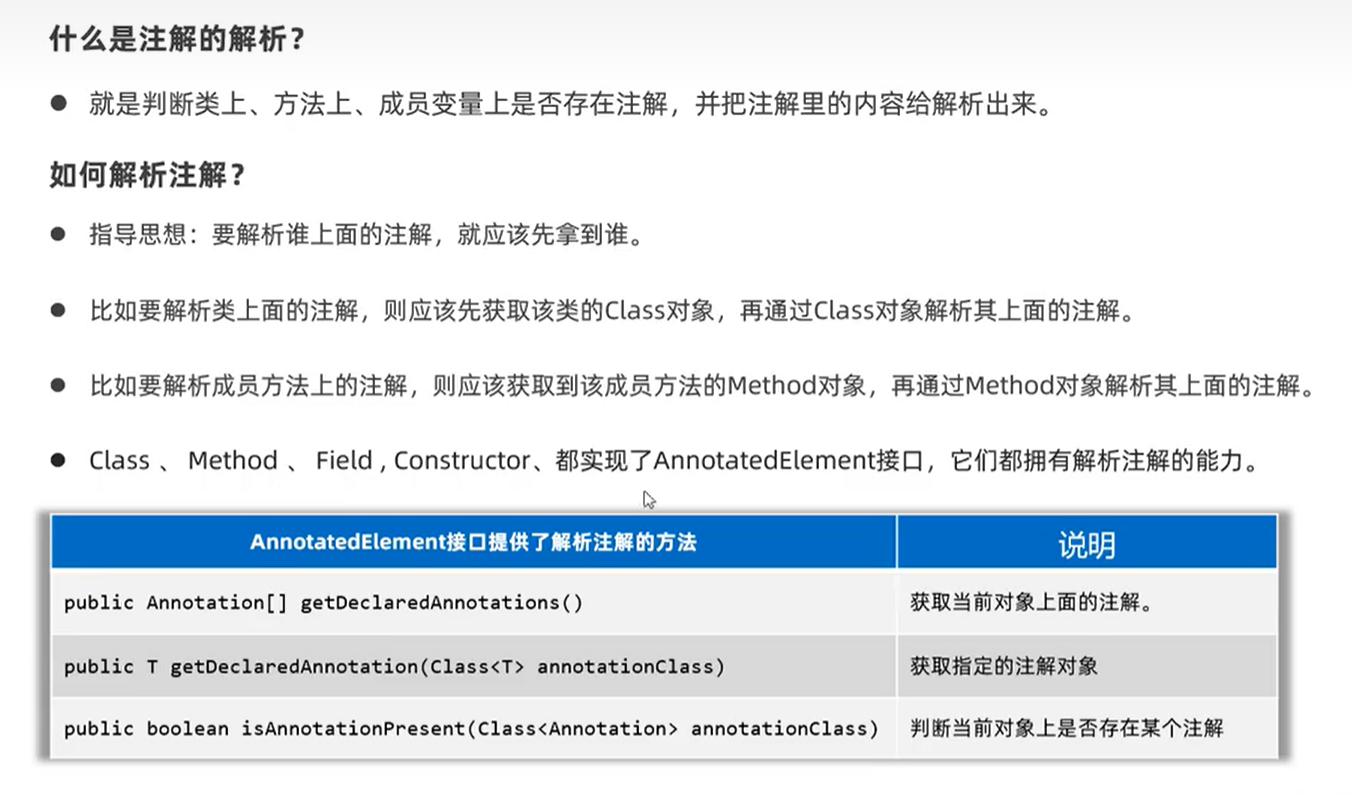 什么是注解的解析？
● 就是判断类上、方法上、成员变量上是否存在注解，并把注解里的内容给解析出来。
如何解析注解？
● 指导思想：要解析谁上面的注解，就应该先拿到谁。
● 比如要解析类上面的注解，则应该先获取该类的Class对象，再通过Class对象解析其上面的注解。
● 比如要解析成员方法上的注解，则应该获取到该成员方法的Method对象，再通过Method对象解析其上面的注解。
● Class 、 Method 、 Field , Constructor、都实现了AnnotatedElement接口，它们都拥有解析注解的能力。
AnnotatedElement接口提供了解析注解的方法 说明
public Annotation[] getDeclaredAnnotations() 获取当前对象上面的注解。
public T getDeclaredAnnotation(Class<T> annotationClass) 获取指定的注解对象
public boolean isAnnotationPresent(Class<Annotation> annotationClass) 判断当前对象上是否存在某个注解